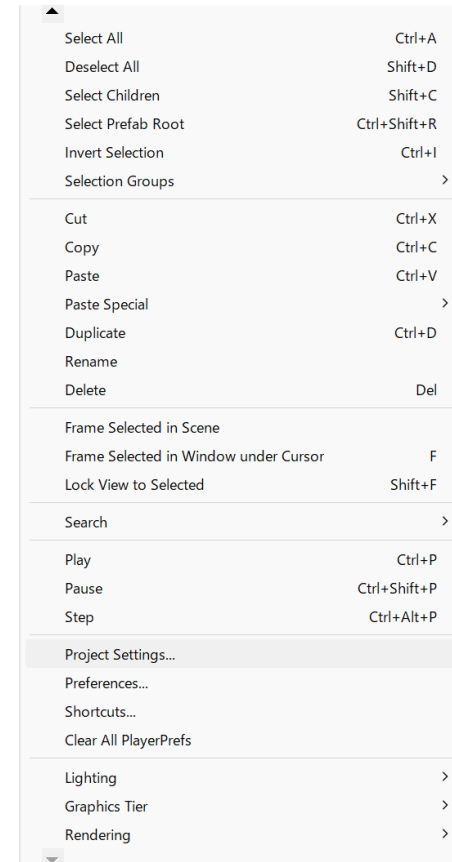 Select All Ctrl+A
Deselect All Shift+D
Select Children Shift+C
Select Prefab Root Ctrl+Shift+R
Invert Selection Ctrl+I
Selection Groups
Cut Ctrl+X
Copy Ctrl+C
Paste Ctrl+V
Paste Special
Duplicate Ctrl+D
Rename
Delete Del
Frame Selected in Scene
Frame Selected in Window under Cursor F
Lock View to Selected Shift+F
Search
Play Ctrl+P
Pause Ctrl+Shift+P
Step Ctrl+Alt+P
Project Settings...
Preferences...
Shortcuts...
Clear All PlayerPrefs
Lighting
Graphics Tier
Rendering